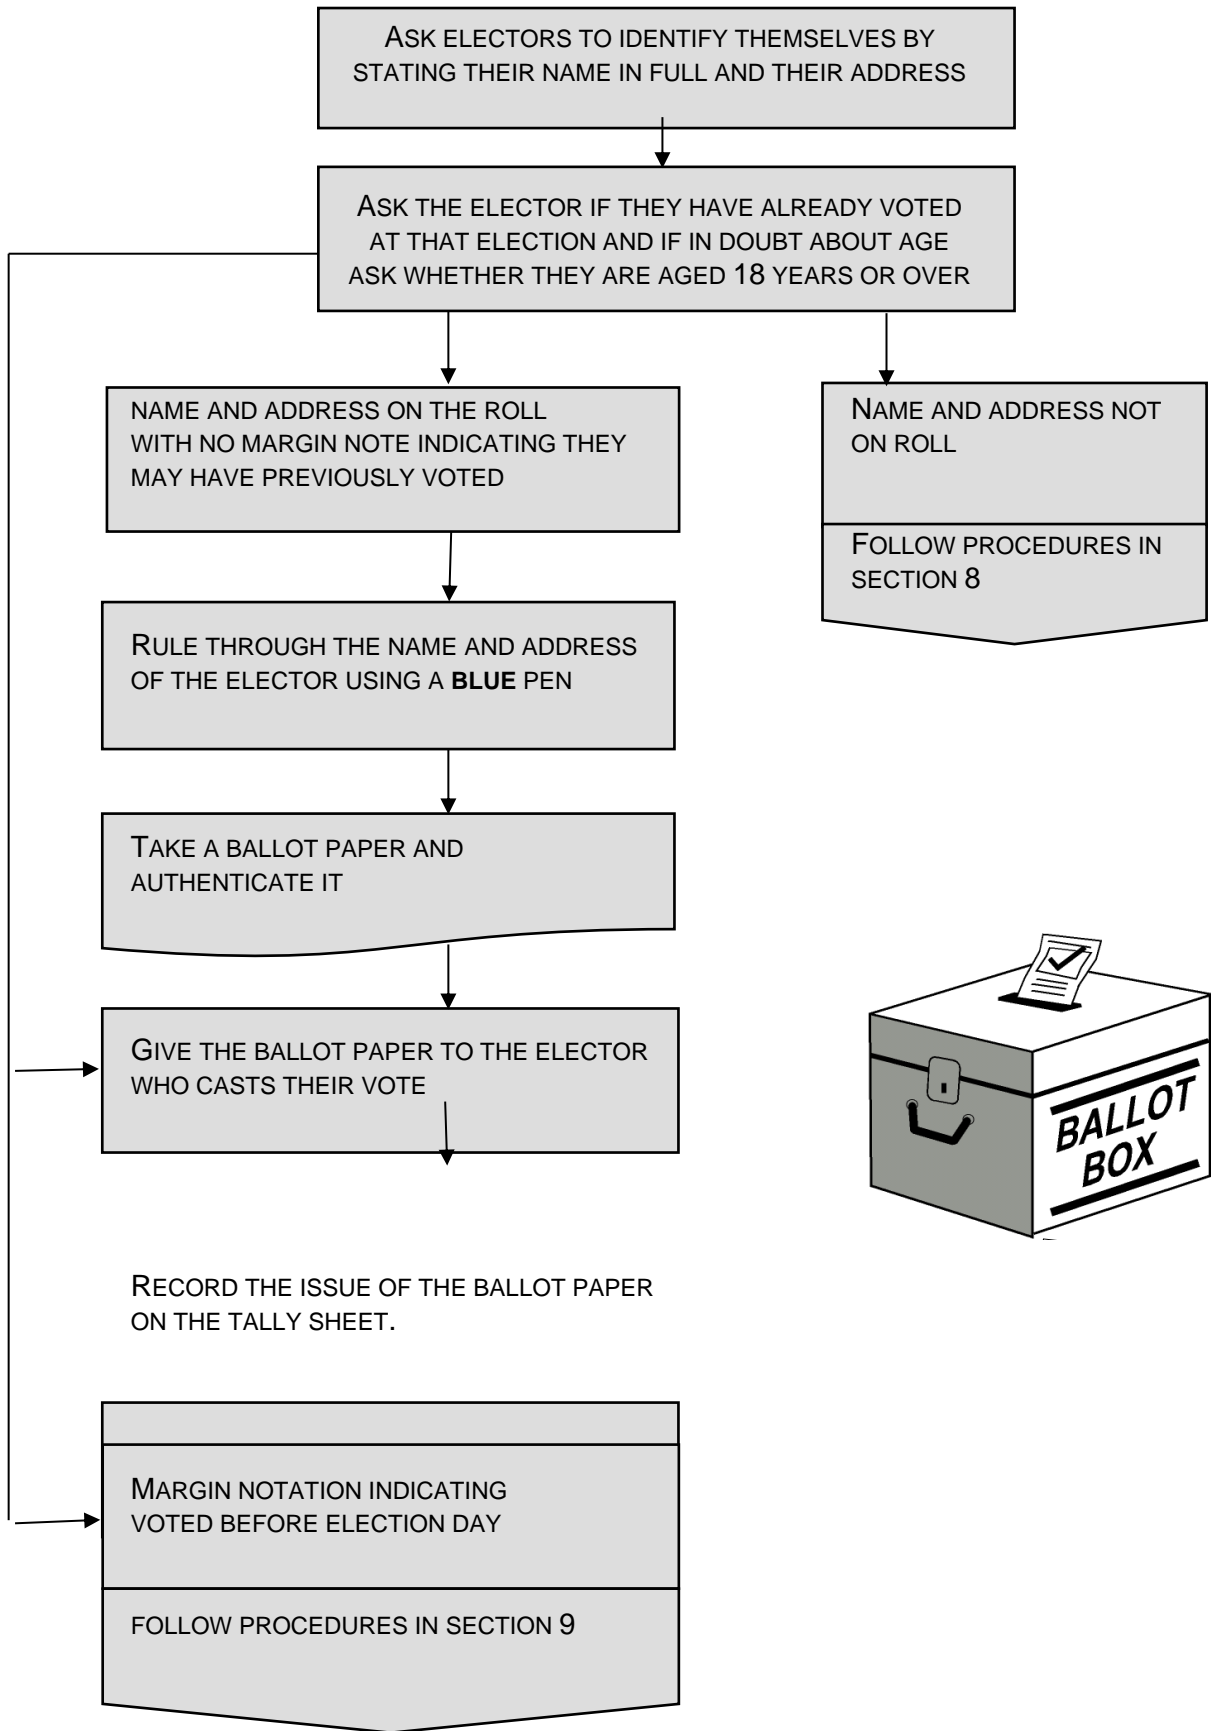 ASK ELECTORS TO IDENTIFY THEMSELVES BY
STATING THEIR NAME IN FULL AND THEIR ADDRESS
ASK THE ELECTOR IF THEY HAVE ALREADY VOTED
AT THAT ELECTION AND IF IN DOUBT ABOUT AGE
ASK WHETHER THEY ARE AGED 18 YEARS OR OVER
NAME AND ADDRESS ON THE ROLL
WITH NO MARGIN NOTE INDICATING THEY
MAY HAVE PREVIOUSLY VOTED
NAME AND ADDRESS NOT
ON ROLL
FOLLOW PROCEDURES IN
SECTION 8
RULE THROUGH THE NAME AND ADDRESS
OF THE ELECTOR USING A BLUE PEN
TAKE A BALLOT PAPER AND
AUTHENTICATE IT
GIVE THE BALLOT PAPER TO THE ELECTOR
WHO CASTS THEIR VOTE
BALLOT
BOX
RECORD THE ISSUE OF THE BALLOT PAPER
ON THE TALLY SHEET.
MARGIN NOTATION INDICATING
VOTED BEFORE ELECTION DAY
FOLLOW PROCEDURES IN SECTION 9